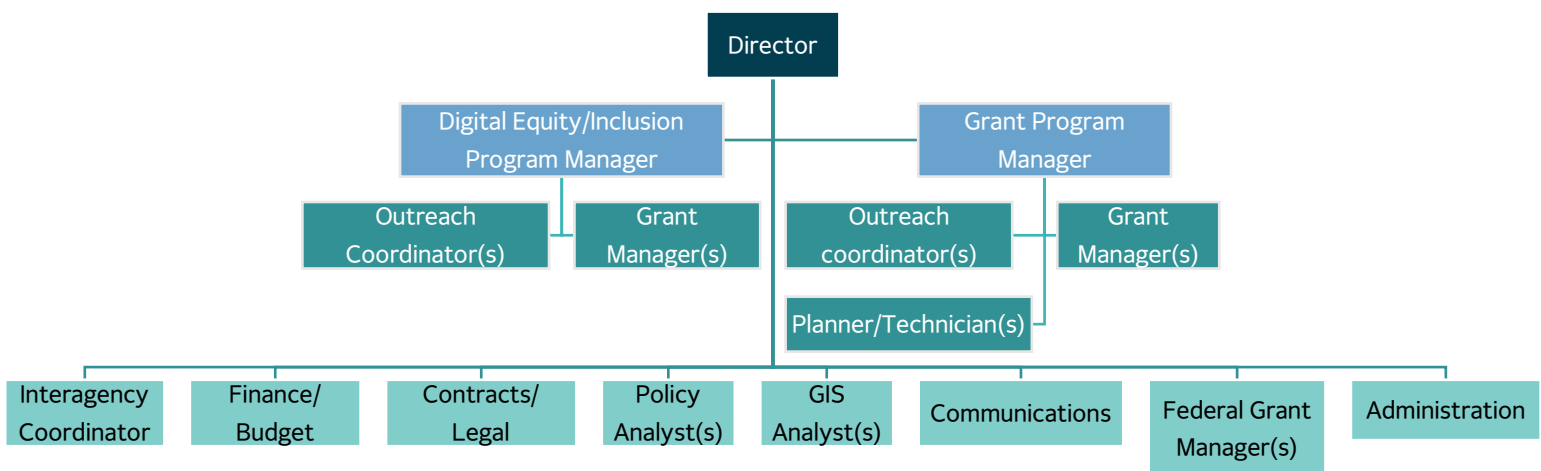 Director
Digital Equity/Inclusion
Program Manager
Grant Program
Manager
Outreach
Coordinator(s)
Grant
Manager(s)
Outreach
coordinator(s)
Grant
Manager(s)
Planner/Technician(s)
Interagency
Coordinator
Finance/
Budget
Contracts/
Legal
Policy
Analyst(s)
GIS
Analyst(s)
Communications
Federal Grant
Manager(s)
Administration